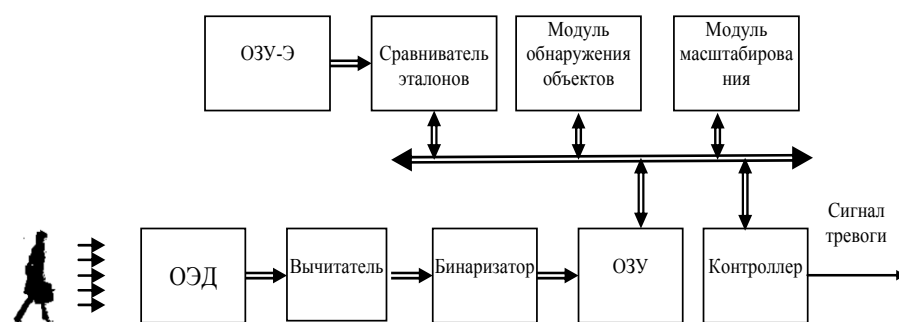 ОЗУ-Э
Сравниватель
эталонов
Модуль
обнаружения
объектов
Модуль
масштабирова
ния
Сигнал
тревоги
ОЭД
Вычитатель
Бинаризатор
ОЗУ
Контроллер